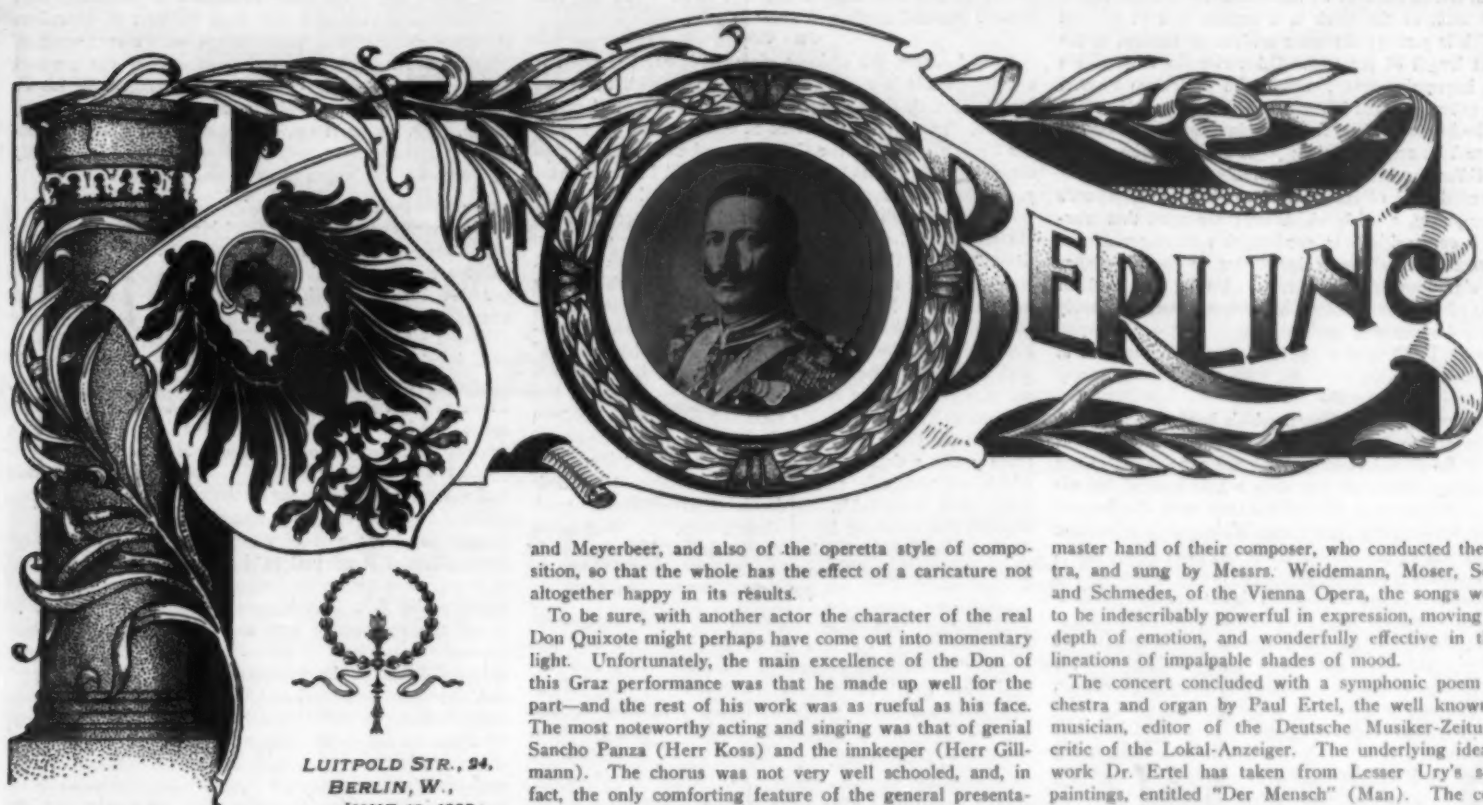 BERLIN
LUITPOLD STR., 24,
BERLIN, W.,
and Meyerbeer, and also of the operetta style of compo-
sition, so that the whole has the effect of a caricature not
altogether happy in its results.
To be sure, with another actor the character of the real
Don Quixote might perhaps have come out into momentary
light. Unfortunately, the main excellence of the Don of
this Graz performance was that he made up well for the
part—and the rest of his work was as rueful as his face.
The most noteworthy acting and singing was that of genial
Sancho Panza (Herr Koss) and the innkeeper (Herr Gill-
mann). The chorus was not very well schooled, and, in
fact, the only comforting feature of the general presenta-
master hand of their composer, who conducted the
tra, and sung by Messrs. Weidemann, Moser,
and Schmedes, of the Vienna Opera, the songs
to be indescribably powerful in expression, moving
depth of emotion, and wonderfully effective in
lineations of impalpable shades of mood.
The concert concluded with a symphonic poem
chestra and organ by Paul Ertel, the well
musician, editor of the Deutsche
critic of the Lokal-Anzeiger. The underlying
work Dr. Ertel has taken from Lesser Ury's
paintings, entitled "Der Mensch" (Man). The